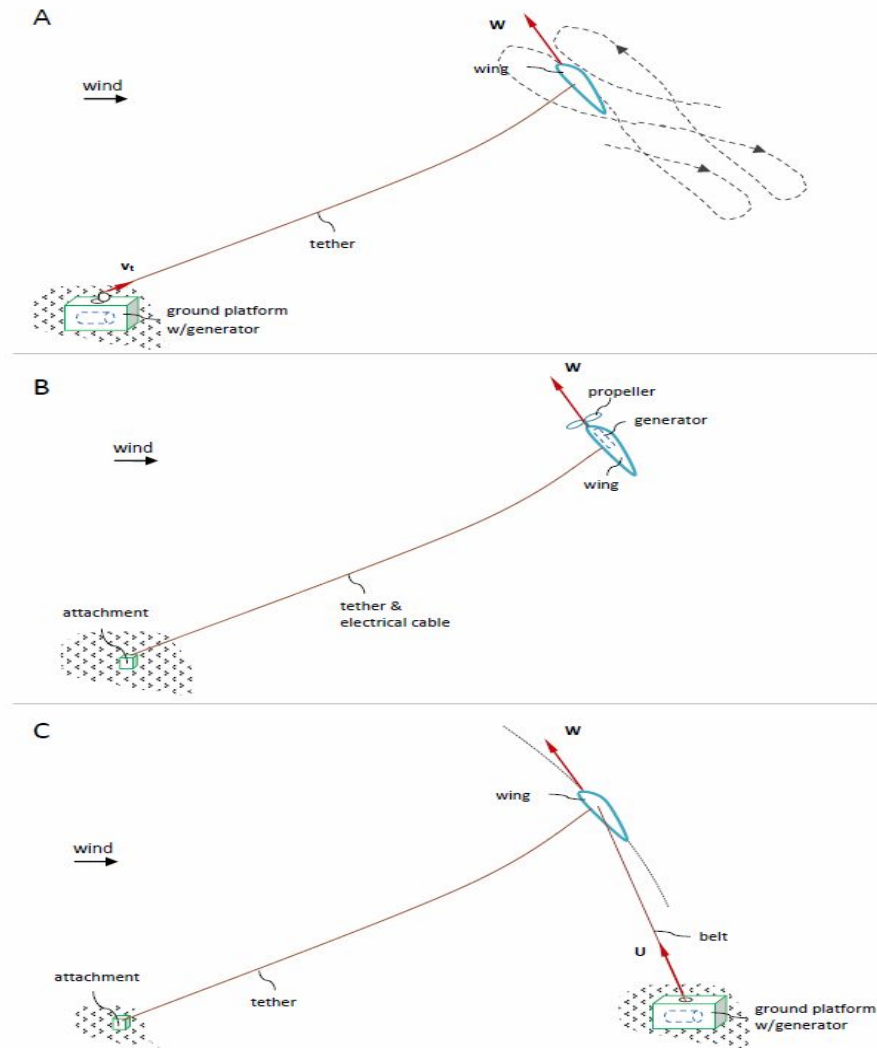 A
W
wing
wind
tether
vt
ground platform
w/generator
B
W
propeller
generator
wind
wing
attachment
tether &
electrical cable
C
W
wing
wind
belt
U
attachment
tether
ground platform
w/generator